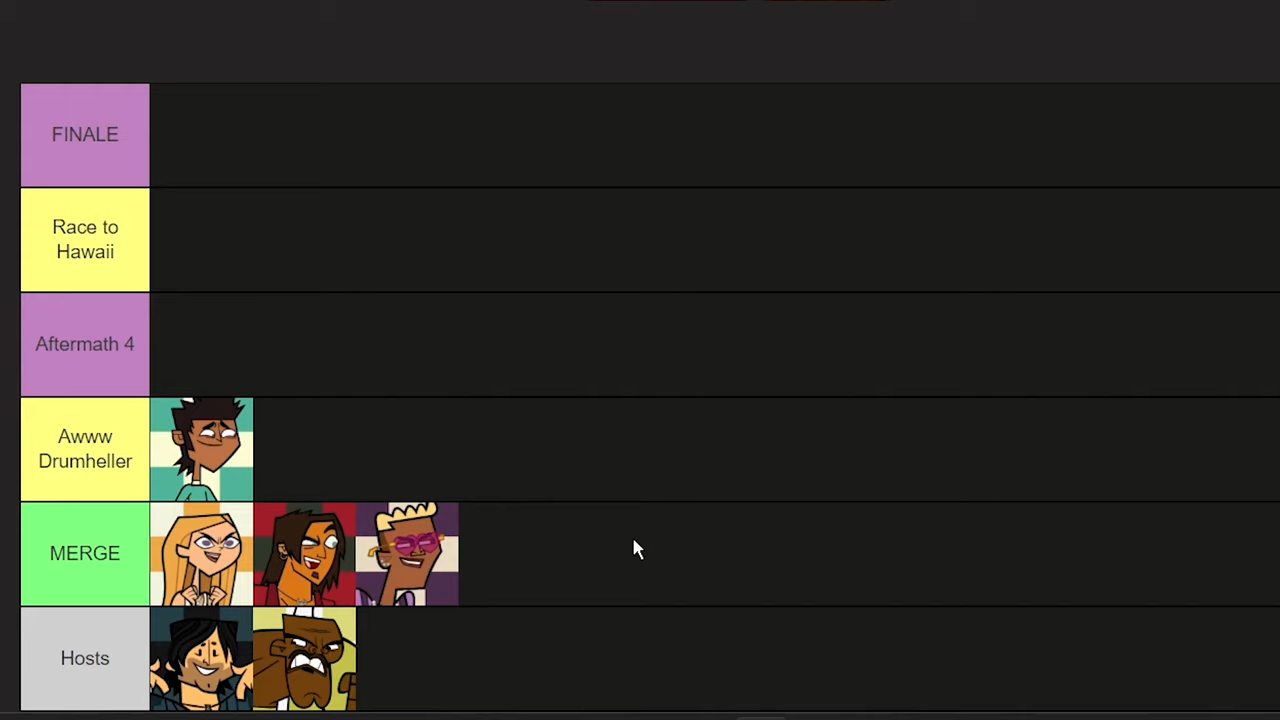 FINALE
Race to
Hawaii
Aftermath 4
Awww
Drumheller
MERGE
Hosts